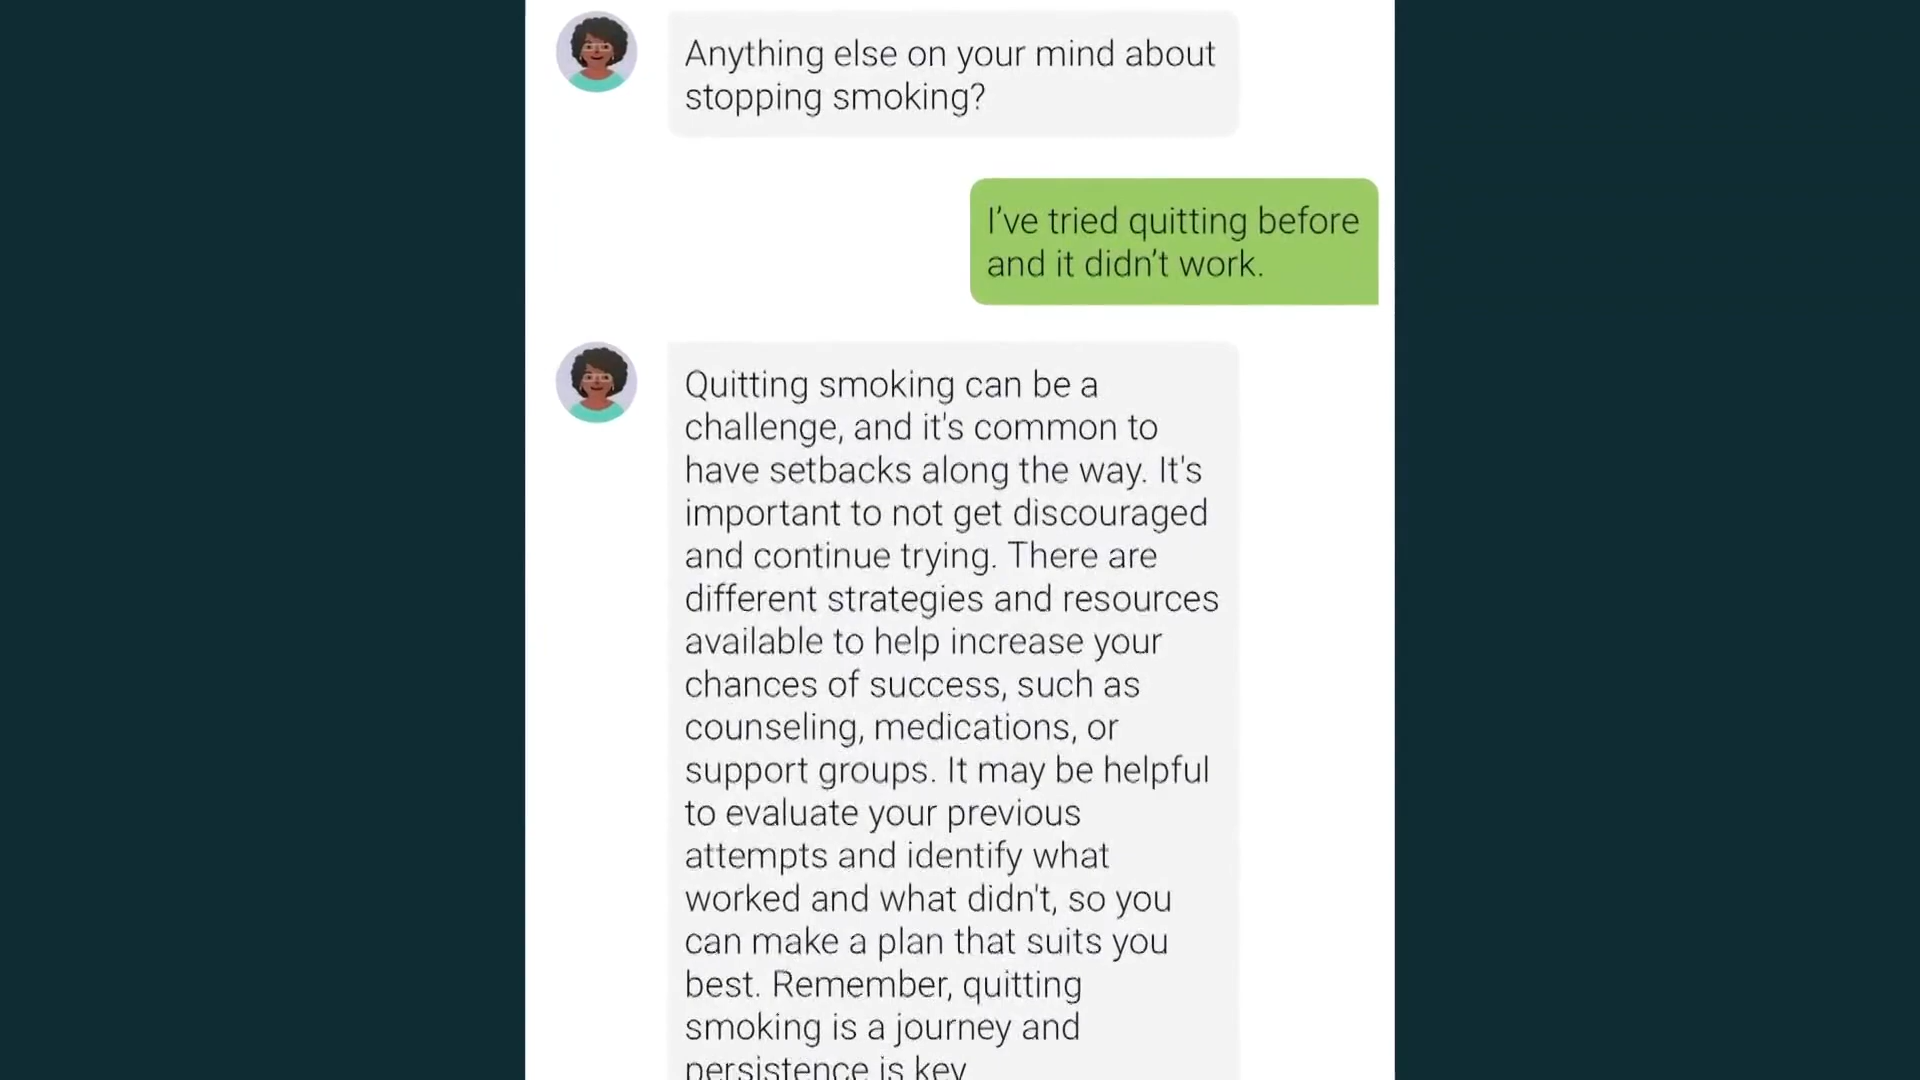 Anything else on your mind about
stopping smoking?
I’ve tried quitting before
and it didn’t work.
Quitting smoking can be a
challenge, and it's common to
have setbacks along the way. It's
important to not get discouraged
and continue trying. There are
different strategies and resources
available to help increase your
chances of success, such as
counseling, medications, or
support groups. It may be helpful
to evaluate your previous
attempts and identify what
worked and what didn't, so you
can make a plan that suits you
best. Remember, quitting
smoking is a journey and
persistence is key